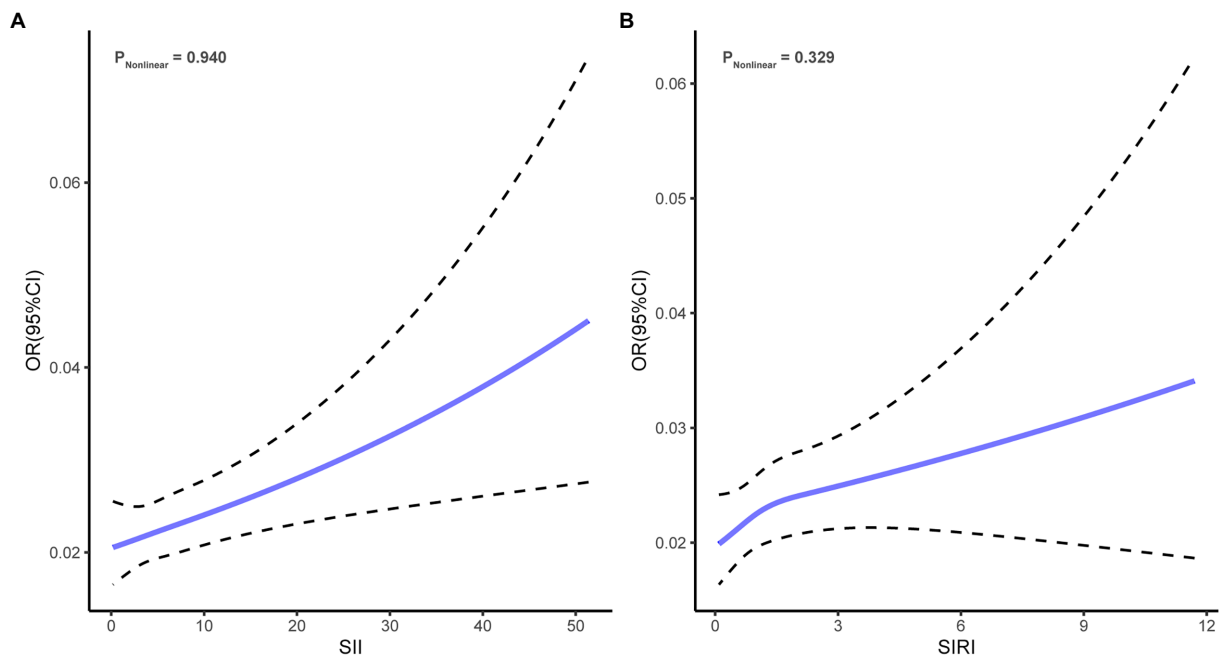 A
P Nonlinear = 0.940
OR(95%CI)
0.06
0.04
0.02
0 10 20 30 40 50
SII
B
P Nonlinear = 0.329
OR(95%CI)
0.06
0.05
0.04
0.03
0.02
0 3 6 9 12
SIRI